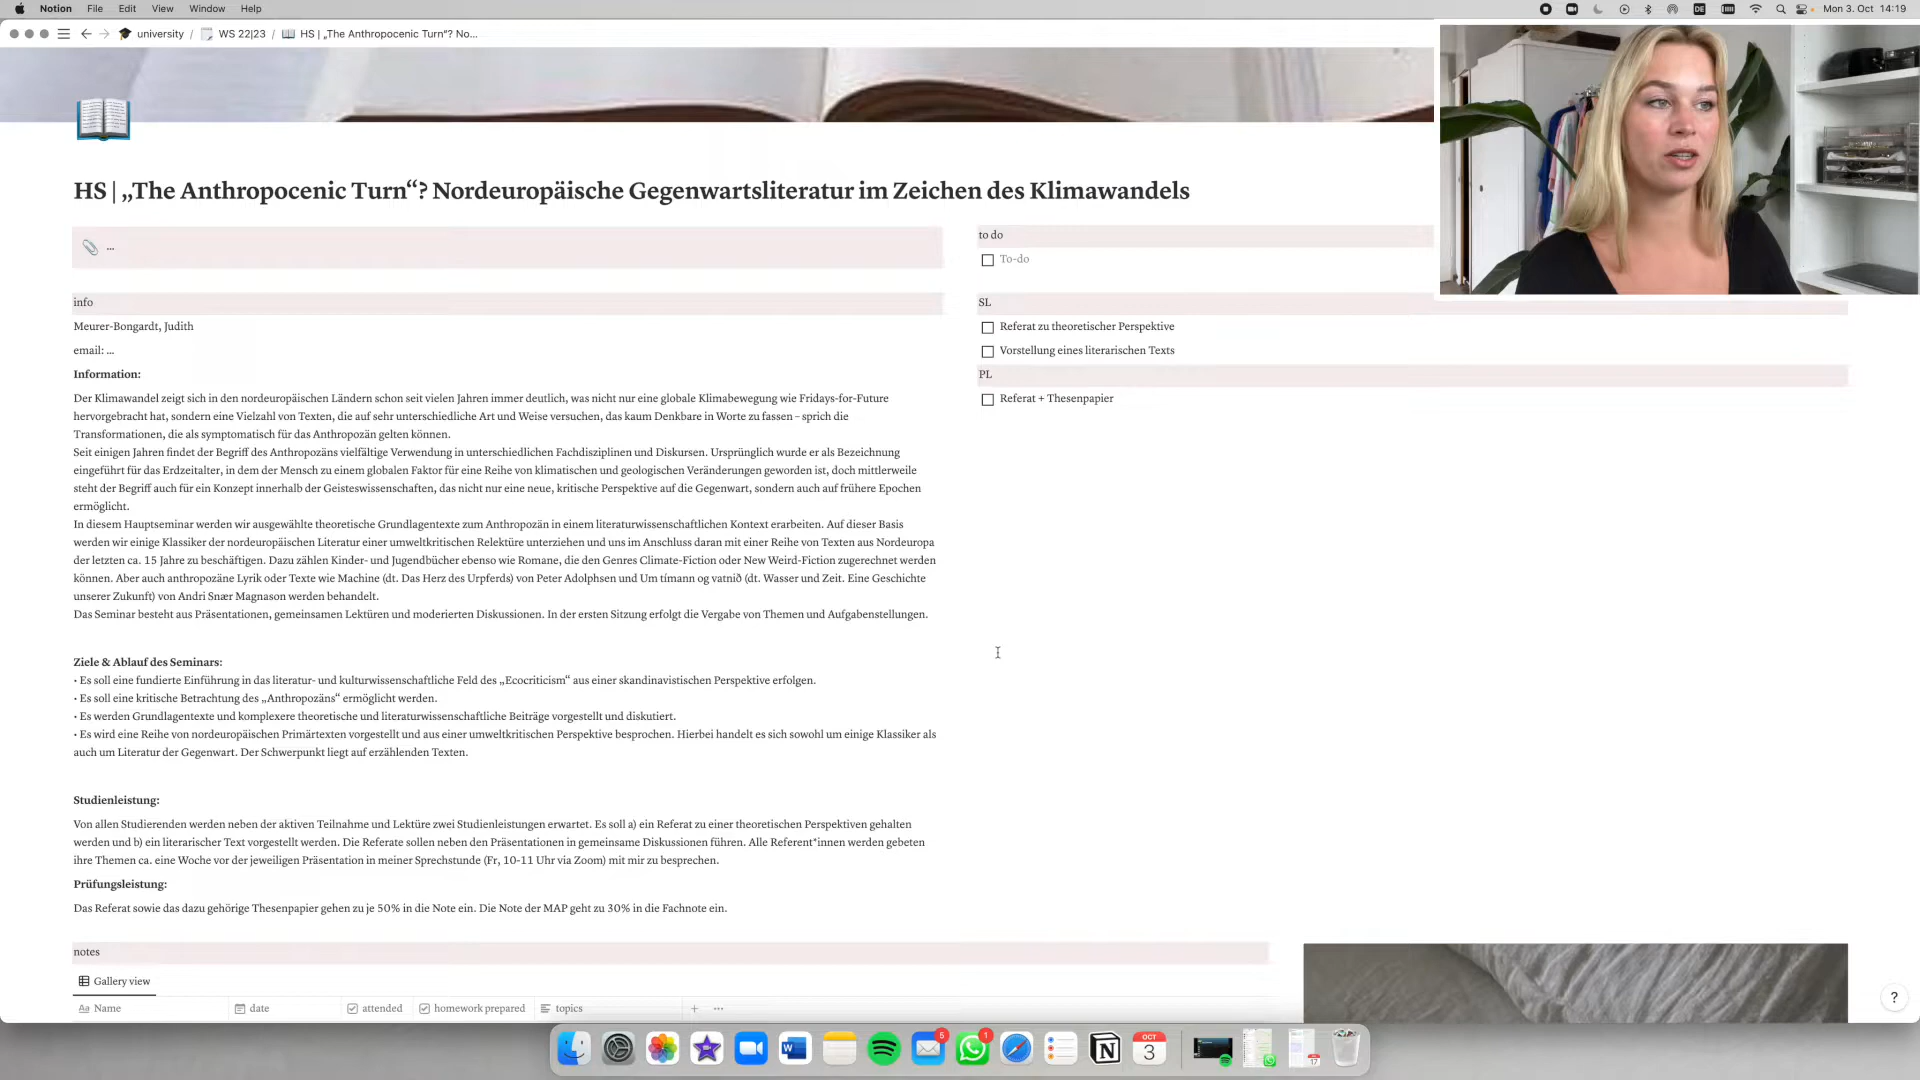 Notion File Edit View Window Help
DE Mon 3. Oct 14:19
university / WS 22|23 / HS | „The Anthropocenic Turn“? No...
HS | „The Anthropocenic Turn“? Nordeuropäische Gegenwartsliteratur im Zeichen des Klimawandels
...
to do
To-do
info
Meurer-Bongardt, Judith
email: ...
Information:
Der Klimawandel zeigt sich in den nordeuropäischen Ländern schon seit vielen Jahren immer deutlich, was nicht nur eine globale Klimabewegung wie Fridays-for-Future
hervorgebracht hat, sondern eine Vielzahl von Texten, die auf sehr unterschiedliche Art und Weise versuchen, das kaum Denkbare in Worte zu fassen – sprich die
Transformationen, die als symptomatisch für das Anthropozän gelten können.
Seit einigen Jahren findet der Begriff des Anthropozäns vielfältige Verwendung in unterschiedlichen Fachdisziplinen und Diskursen. Ursprünglich wurde er als Bezeichnung
eingeführt für das Erdzeitalter, in dem der Mensch zu einem globalen Faktor für eine Reihe von klimatischen und geologischen Veränderungen geworden ist, doch mittlerweile
steht der Begriff auch für ein Konzept innerhalb der Geisteswissenschaften, das nicht nur eine neue, kritische Perspektive auf die Gegenwart, sondern auch auf frühere Epochen
ermöglicht.
In diesem Hauptseminar werden wir ausgewählte theoretische Grundlagentexte zum Anthropozän in einem literaturwissenschaftlichen Kontext erarbeiten. Auf dieser Basis
werden wir einige Klassiker der nordeuropäischen Literatur einer umweltkritischen Relektüre unterziehen und uns im Anschluss daran mit einer Reihe von Texten aus Nordeuropa
der letzten ca. 15 Jahre zu beschäftigen. Dazu zählen Kinder- und Jugendbücher ebenso wie Romane, die den Genres Climate-Fiction oder New Weird-Fiction zugerechnet werden
können. Aber auch anthropozäne Lyrik oder Texte wie Machine (dt. Das Herz des Urpferds) von Peter Adolphsen und Um tímann og vatnið (dt. Wasser und Zeit. Eine Geschichte
unserer Zukunft) von Andri Snær Magnason werden behandelt.
Das Seminar besteht aus Präsentationen, gemeinsamen Lektüren und moderierten Diskussionen. In der ersten Sitzung erfolgt die Vergabe von Themen und Aufgabenstellungen.
Ziele & Ablauf des Seminars:
• Es soll eine fundierte Einführung in das literatur- und kulturwissenschaftliche Feld des „Ecocriticism“ aus einer skandinavistischen Perspektive erfolgen.
• Es soll eine kritische Betrachtung des „Anthropozäns“ ermöglicht werden.
• Es werden Grundlagentexte und komplexere theoretische und literaturwissenschaftliche Beiträge vorgestellt und diskutiert.
• Es wird eine Reihe von nordeuropäischen Primärtexten vorgestellt und aus einer umweltkritischen Perspektive besprochen. Hierbei handelt es sich sowohl um einige Klassiker als
auch um Literatur der Gegenwart. Der Schwerpunkt liegt auf erzählenden Texten.
Studienleistung:
Von allen Studierenden werden neben der aktiven Teilnahme und Lektüre zwei Studienleistungen erwartet. Es soll a) ein Referat zu einer theoretischen Perspektiven gehalten
werden und b) ein literarischer Text vorgestellt werden. Die Referate sollen neben den Präsentationen in gemeinsame Diskussionen führen. Alle Referent*innen werden gebeten
ihre Themen ca. eine Woche vor der jeweiligen Präsentation in meiner Sprechstunde (Fr, 10-11 Uhr via Zoom) mit mir zu besprechen.
Prüfungsleistung:
Das Referat sowie das dazu gehörige Thesenpapier gehen zu je 50% in die Note ein. Die Note der MAP geht zu 30% in die Fachnote ein.
SL
Referat zu theoretischer Perspektive
Vorstellung eines literarischen Texts
PL
Referat + Thesenpapier
notes
Gallery view
Aa Name date attended homework prepared topics + ...
?
W 5 1 N OCT 3 17